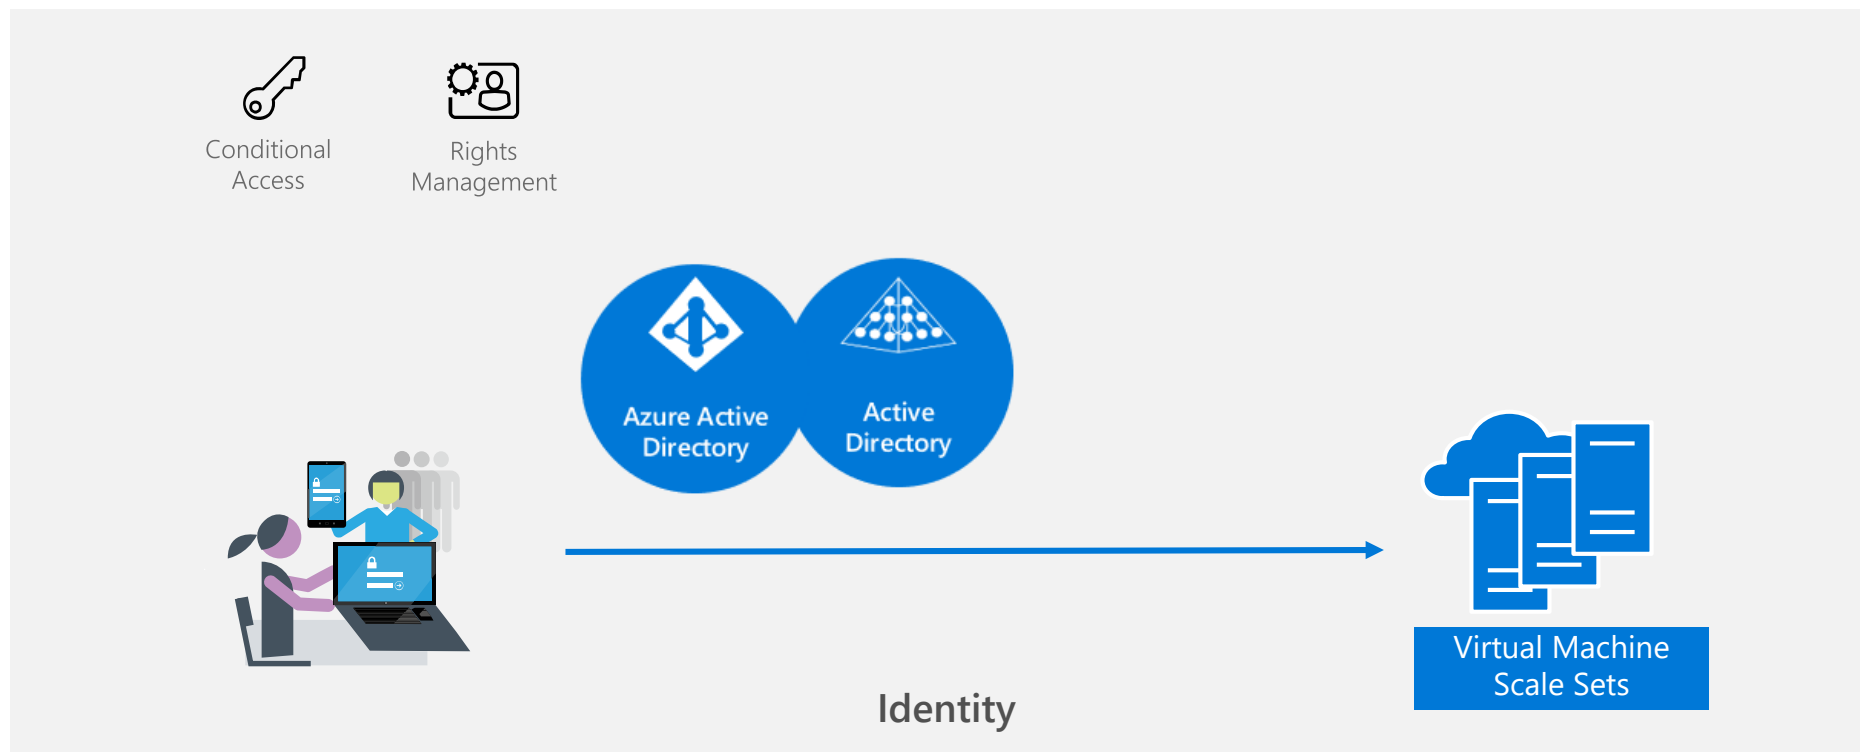 Conditional
Access
Rights
Management
Azure Active
Directory
Active
Directory
Virtual Machine
Scale Sets
Identity